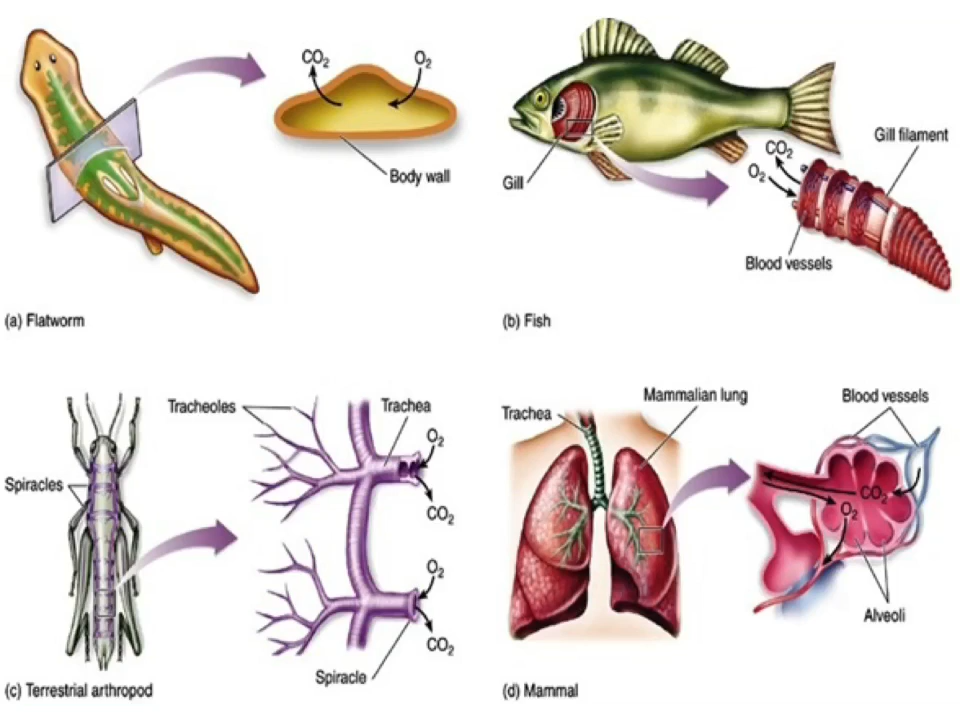 CO2
O2
Body wall
(a) Flatworm
Gill
CO2
O2
Gill filament
Blood vessels
(b) Fish
Spiracles
Tracheoles
Trachea
O2
CO2
O2
CO2
Spiracle
(c) Terrestrial arthropod
Trachea
Mammalian lung
Blood vessels
CO2
O2
Alveoli
(d) Mammal